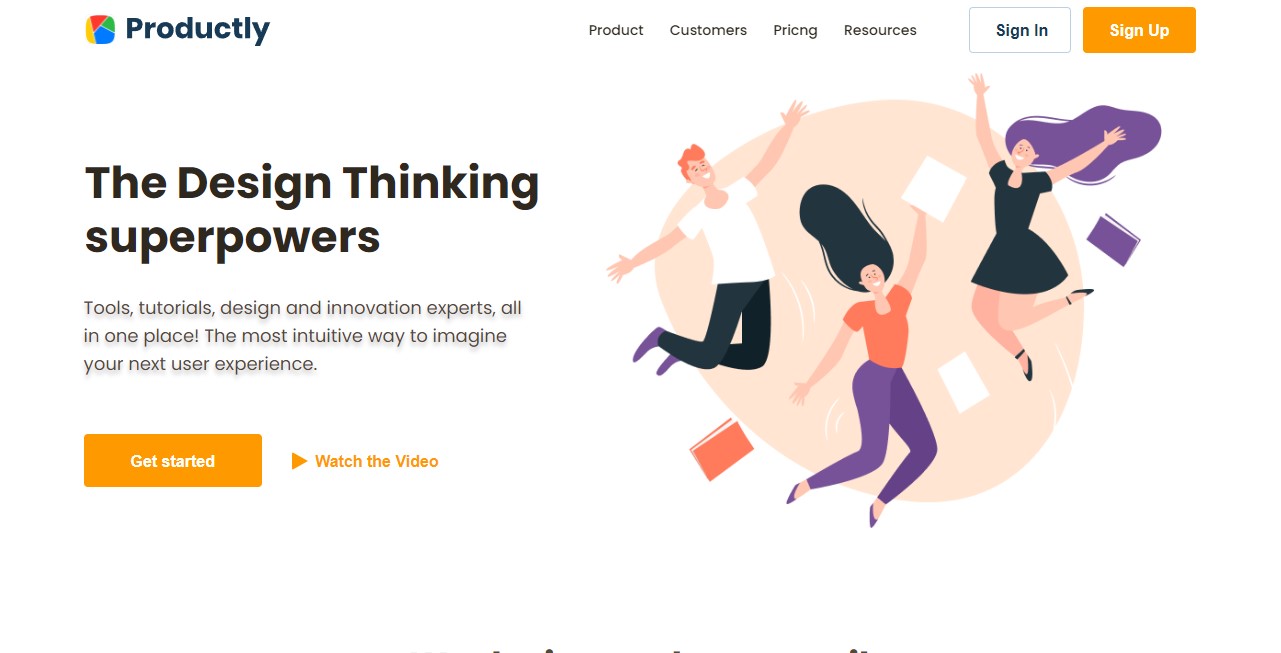 Productly
Product Customers Pricng Resources Sign In Sign Up
The Design Thinking
superpowers
Tools, tutorials, design and innovation experts, all
in one place! The most intuitive way to imagine
your next user experience.
Get started Watch the Video